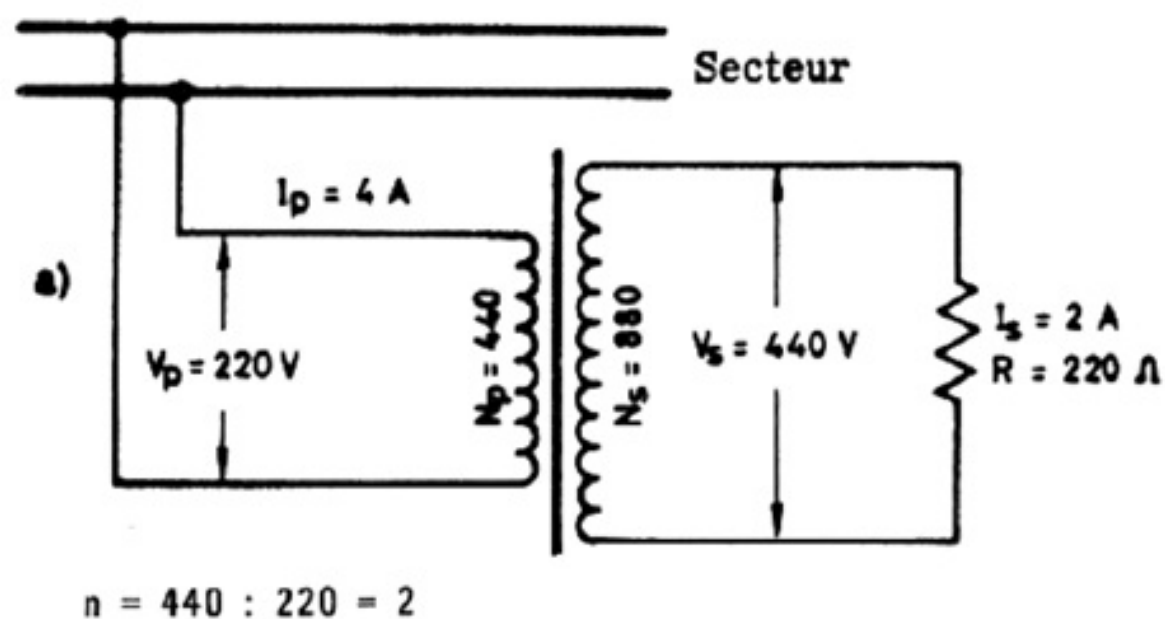 Secteur
Ip = 4 A
a)
Vp = 220 V
Np = 440
Ns = 880
Vs = 440 V
Is = 2 A
R = 220 Ω
n = 440 : 220 = 2